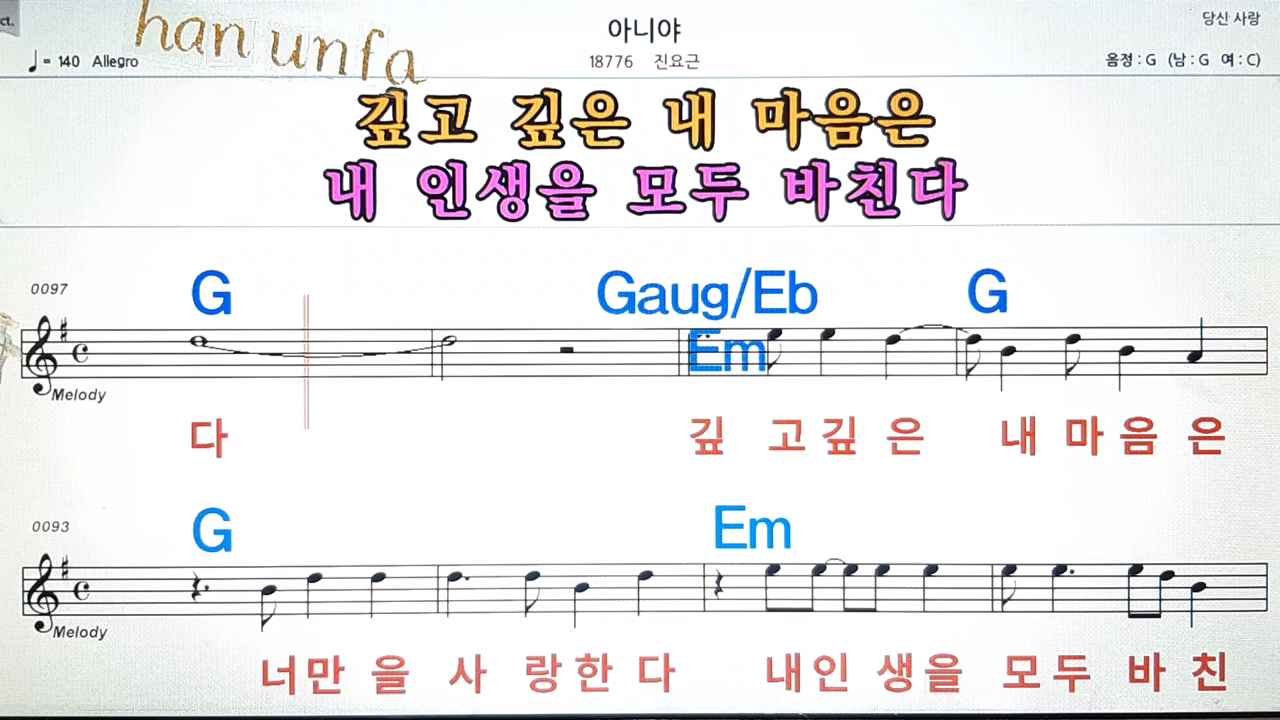 ct.
han unfa
아니야
당신 사랑
♩= 140 Allegro
18776 진요근
음정 : G (남 : G 여 : C)
깊고 깊은 내 마음은
내 인생을 모두 바친다
0097
G Gaug/Eb G
Em
Melody
다 깊 고 깊 은 내 마 음 은
0093
G Em
Melody
너 만 을 사 랑 한 다 내 인 생 을 모 두 바 친